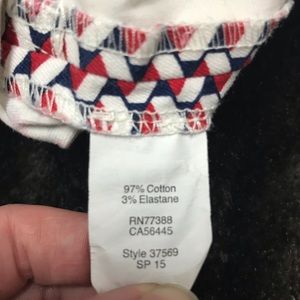 97% Cotton
3% Elastane
RN77388
CA56445
Style 37569
SP 15